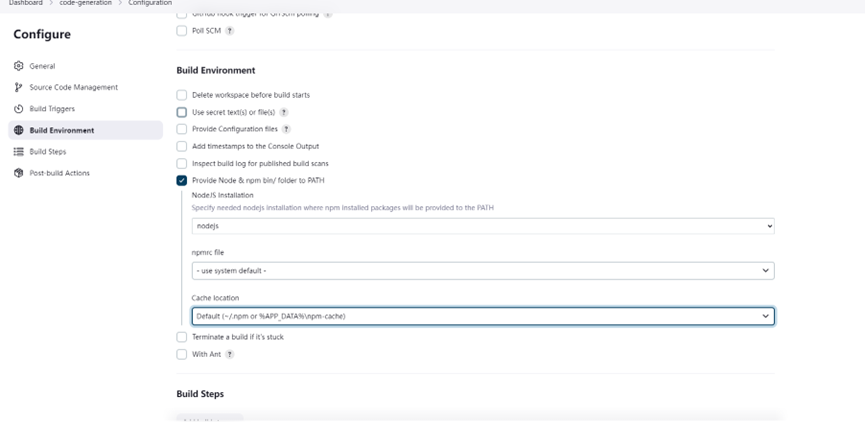 Dashboard > code-generation > Configuration
Configure
General
Source Code Management
Build Triggers
Build Environment
Build Steps
Post-build Actions
GitHub hook trigger for GITScm polling ?
Poll SCM ?
Build Environment
Delete workspace before build starts
Use secret text(s) or file(s) ?
Provide Configuration files ?
Add timestamps to the Console Output
Inspect build log for published build scans
Provide Node & npm bin/ folder to PATH
NodeJS Installation
Specify needed nodejs installation where npm installed packages will be provided to the PATH
nodejs
npmrc file
- use system default -
Cache location
Default (~/.npm or %APP_DATA%\npm-cache)
Terminate a build if it's stuck
With Ant ?
Build Steps